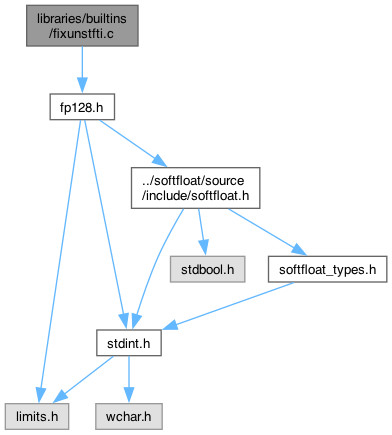 libraries/builtins
/fixunstfti.c
fp128.h
../softfloat/source
/include/softfloat.h
stdbool.h
softfloat_types.h
stdint.h
limits.h
wchar.h